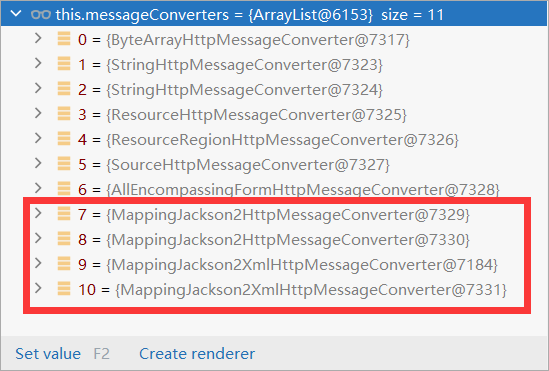 this.messageConverters = {ArrayList@6153} size = 11
0 = {ByteArrayHttpMessageConverter@7317}
1 = {StringHttpMessageConverter@7323}
2 = {StringHttpMessageConverter@7324}
3 = {ResourceHttpMessageConverter@7325}
4 = {ResourceRegionHttpMessageConverter@7326}
5 = {SourceHttpMessageConverter@7327}
6 = {AllEncompassingFormHttpMessageConverter@7328}
7 = {MappingJackson2HttpMessageConverter@7329}
8 = {MappingJackson2HttpMessageConverter@7330}
9 = {MappingJackson2XmlHttpMessageConverter@7184}
10 = {MappingJackson2XmlHttpMessageConverter@7331}
Set value F2 Create renderer